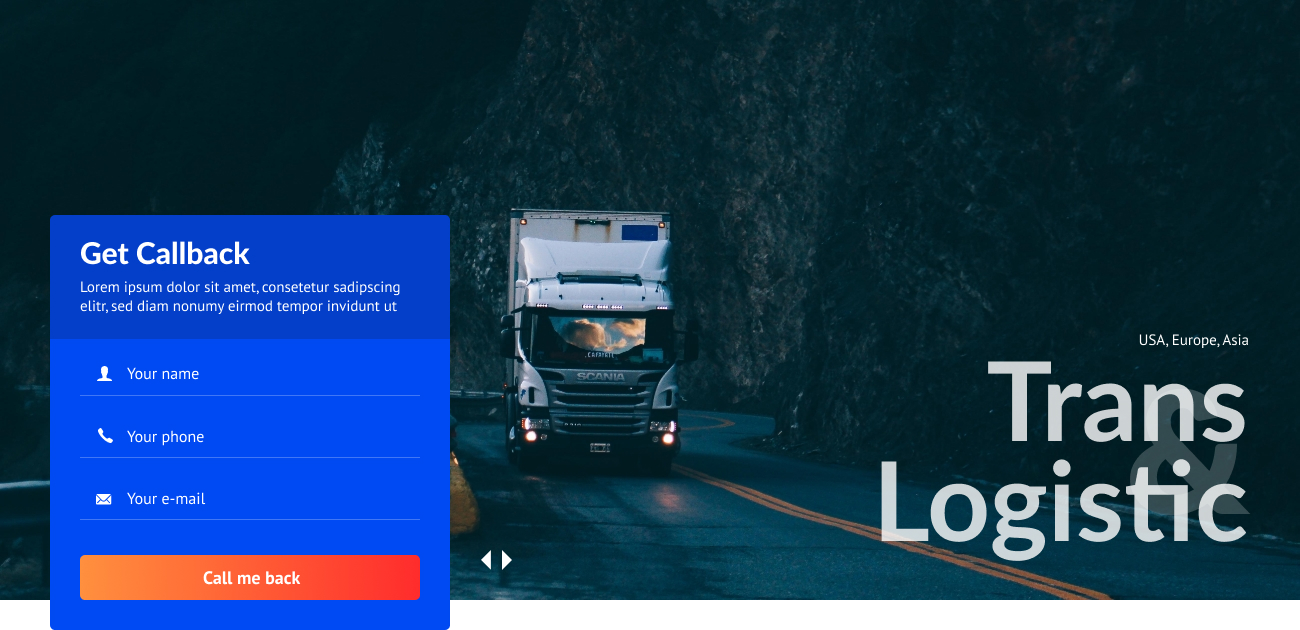 Get Callback
Lorem ipsum dolor sit amet, consetetur sadipscing
elitr, sed diam nonumy eirmod tempor invidunt ut
Your name
Your phone
Your e-mail
Call me back
SCANIA
USA, Europe, Asia
Trans
&
Logistic